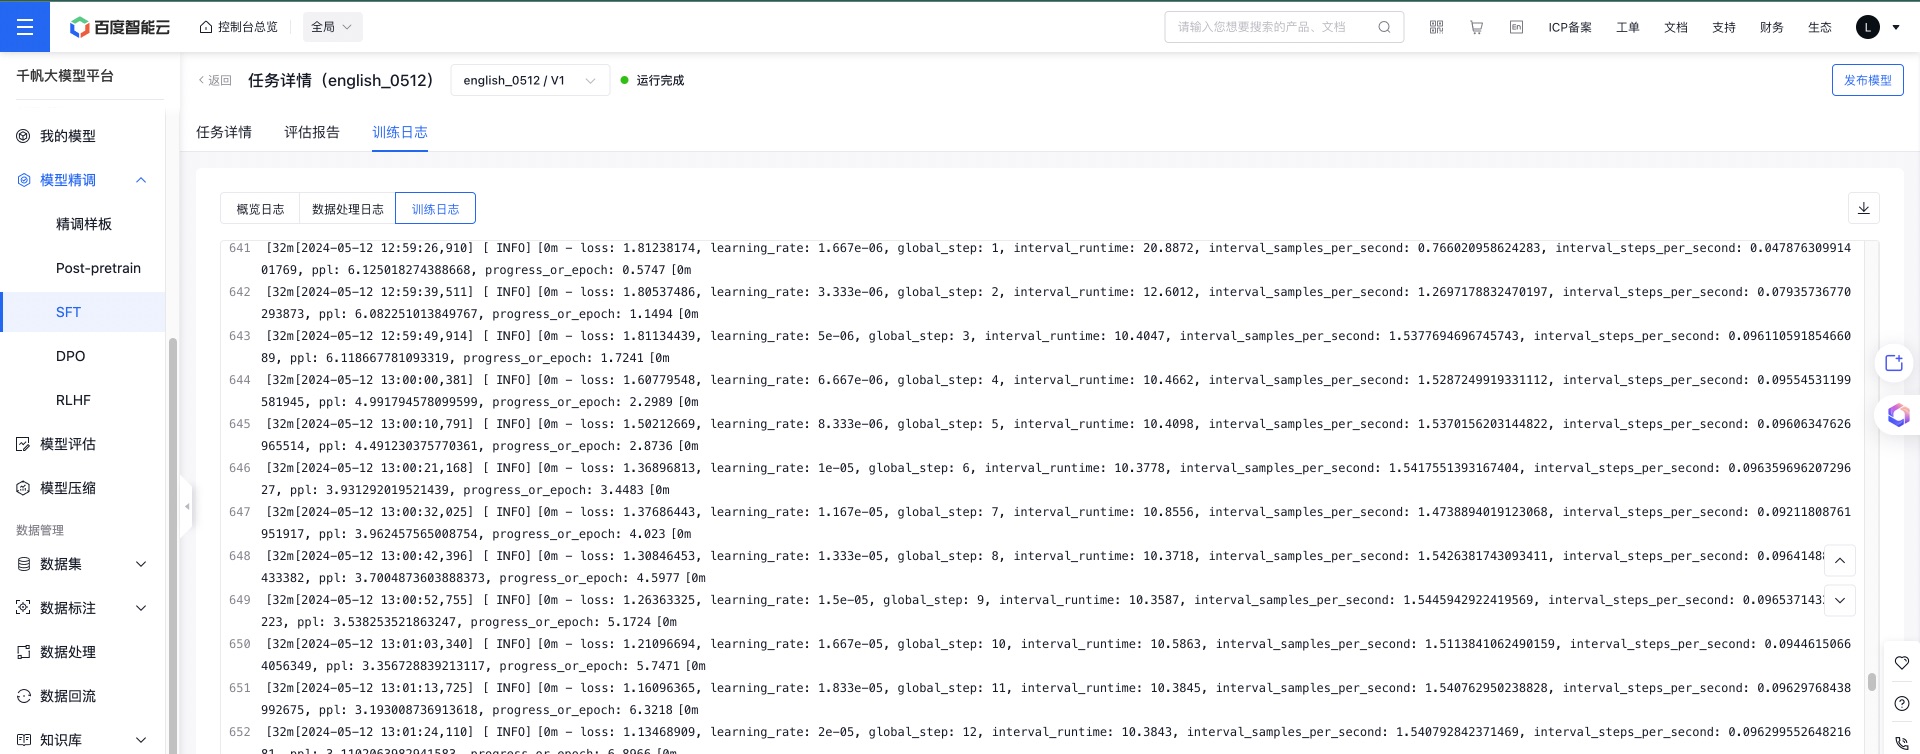 百度智能云
控制台总览
全局
请输入您想要搜索的产品、文档
En
ICP备案
工单
文档
支持
财务
生态
L
千帆大模型平台
返回
任务详情（english_0512）
english_0512 / V1
运行完成
发布模型
任务详情
评估报告
训练日志
我的模型
模型精调
精调样板
Post-pretrain
SFT
DPO
RLHF
模型评估
模型压缩
数据管理
数据集
数据标注
数据处理
数据回流
知识库
概览日志
数据处理日志
训练日志
641 [32m[2024-05-12 12:59:26,910) [ INFO] [0m - loss: 1.81238174, learning_rate: 1.667e-06, global_step: 1, interval_runtime: 20.8872, interval_samples_per_second: 0.766020958624283, interval_steps_per_second: 0.047876309914
01769, ppl: 6.125018274388668, progress_or_epoch: 0.5747 [0m
642 [32m[2024-05-12 12:59:39,511] [ INFO] [0m - loss: 1.80537486, learning_rate: 3.333e-06, global_step: 2, interval_runtime: 12.6012, interval_samples_per_second: 1.2697178832470197, interval_steps_per_second: 0.07935736770
293873, ppl: 6.082251013849767, progress_or_epoch: 1.1494 [0m
643 [32m[2024-05-12 12:59:49,914] [ INFO] [0m - loss: 1.81134439, learning_rate: 5e-06, global_step: 3, interval_runtime: 10.4047, interval_samples_per_second: 1.5377694696745743, interval_steps_per_second: 0.096110591854660
89, ppl: 6.118667781093319, progress_or_epoch: 1.7241 [0m
644 [32m[2024-05-12 13:00:00,381] [ INFO] [0m - loss: 1.60779548, learning_rate: 6.667e-06, global_step: 4, interval_runtime: 10.4662, interval_samples_per_second: 1.5287249919331112, interval_steps_per_second: 0.09554531199
581945, ppl: 4.991794578099599, progress_or_epoch: 2.2989 [0m
645 [32m[2024-05-12 13:00:10,791] [ INFO] [0m - loss: 1.50212669, learning_rate: 8.333e-06, global_step: 5, interval_runtime: 10.4098, interval_samples_per_second: 1.5370156203144822, interval_steps_per_second: 0.09606347626
965514, ppl: 4.491230375770361, progress_or_epoch: 2.8736 [0m
646 [32m[2024-05-12 13:00:21,168] [ INFO] [0m - loss: 1.36896813, learning_rate: 1e-05, global_step: 6, interval_runtime: 10.3778, interval_samples_per_second: 1.5417551393167404, interval_steps_per_second: 0.096359696207296
27, ppl: 3.931292019521439, progress_or_epoch: 3.4483 [0m
647 [32m[2024-05-12 13:00:32,025] [ INFO] [0m - loss: 1.37686443, learning_rate: 1.167e-05, global_step: 7, interval_runtime: 10.8556, interval_samples_per_second: 1.4738894019123068, interval_steps_per_second: 0.09211808761
951917, ppl: 3.962457565008754, progress_or_epoch: 4.023 [0m
648 [32m[2024-05-12 13:00:42,396] [ INFO] [0m - loss: 1.30846453, learning_rate: 1.333e-05, global_step: 8, interval_runtime: 10.3718, interval_samples_per_second: 1.5426381743093411, interval_steps_per_second: 0.0964148
433382, ppl: 3.7004873603888373, progress_or_epoch: 4.5977 [0m
649 [32m[2024-05-12 13:00:52,755] [ INFO] [0m - loss: 1.26363325, learning_rate: 1.5e-05, global_step: 9, interval_runtime: 10.3587, interval_samples_per_second: 1.5445942922419569, interval_steps_per_second: 0.096537143
223, ppl: 3.538253521863247, progress_or_epoch: 5.1724 [0m
650 [32m[2024-05-12 13:01:03,340] [ INFO] [0m - loss: 1.21096694, learning_rate: 1.667e-05, global_step: 10, interval_runtime: 10.5863, interval_samples_per_second: 1.5113841062490159, interval_steps_per_second: 0.0944615066
4056349, ppl: 3.356728839213117, progress_or_epoch: 5.7471 [0m
651 [32m[2024-05-12 13:01:13,725] [ INFO] [0m - loss: 1.16096365, learning_rate: 1.833e-05, global_step: 11, interval_runtime: 10.3845, interval_samples_per_second: 1.540762950238828, interval_steps_per_second: 0.09629768438
992675, ppl: 3.193008736913618, progress_or_epoch: 6.3218 [0m
652 [32m[2024-05-12 13:01:24,110] [ INFO] [0m - loss: 1.13468909, learning_rate: 2e-05, global_step: 12, interval_runtime: 10.3843, interval_samples_per_second: 1.540792842371469, interval_steps_per_second: 0.096299552648216
81, ppl: 3.1102063982941583, progress_or_epoch: 6.8966 [0m